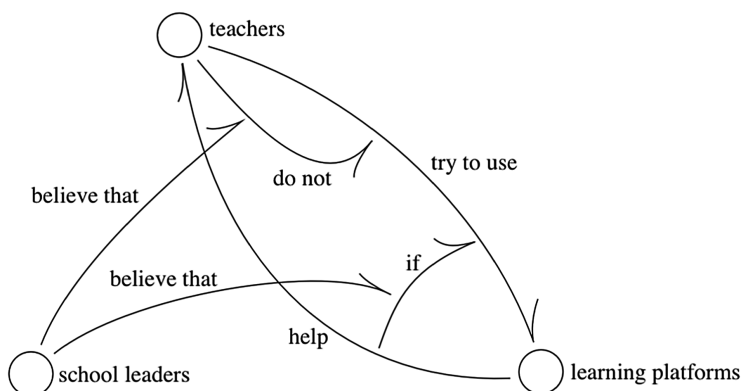 teachers
try to use
do not
believe that
if
believe that
help
school leaders
learning platforms